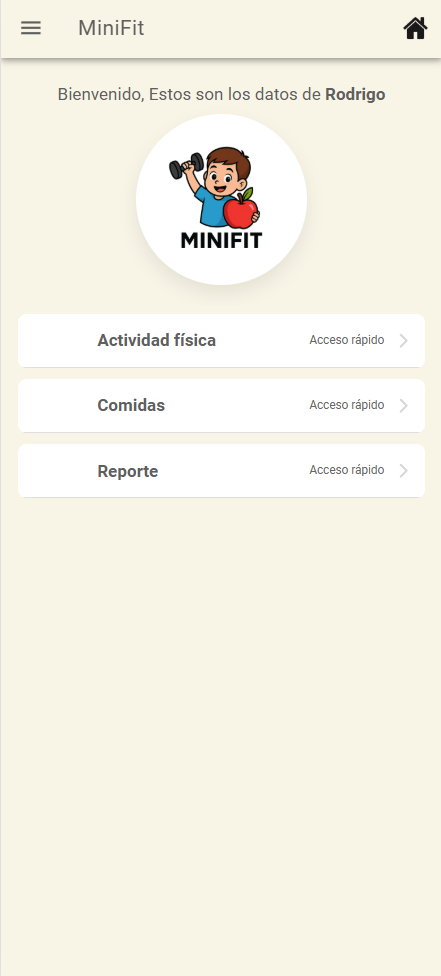 MiniFit
Bienvenido, Estos son los datos de Rodrigo
MINIFIT
Actividad física Acceso rápido
Comidas Acceso rápido
Reporte Acceso rápido